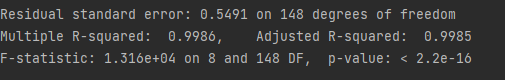 Residual standard error: 0.5491 on 148 degrees of freedom
Multiple R-squared:  0.9986,    Adjusted R-squared:  0.9985
F-statistic: 1.316e+04 on 8 and 148 DF,  p-value: < 2.2e-16